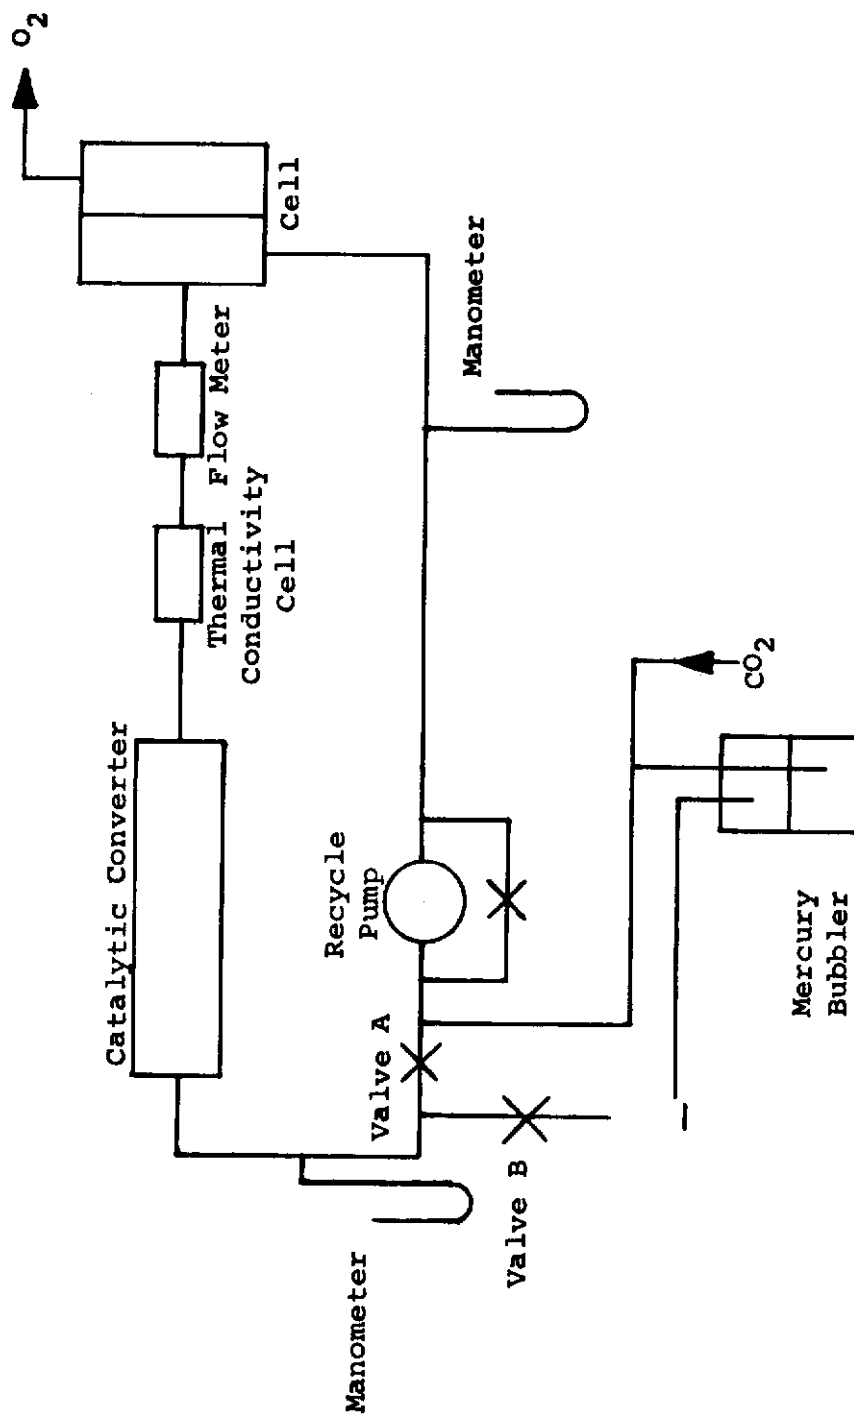 O2
Cell
Flow Meter
Thermal
Conductivity
Cell
Catalytic Converter
Manometer
Recycle
Pump
CO2
Valve A
Mercury
Bubbler
Valve B
Manometer